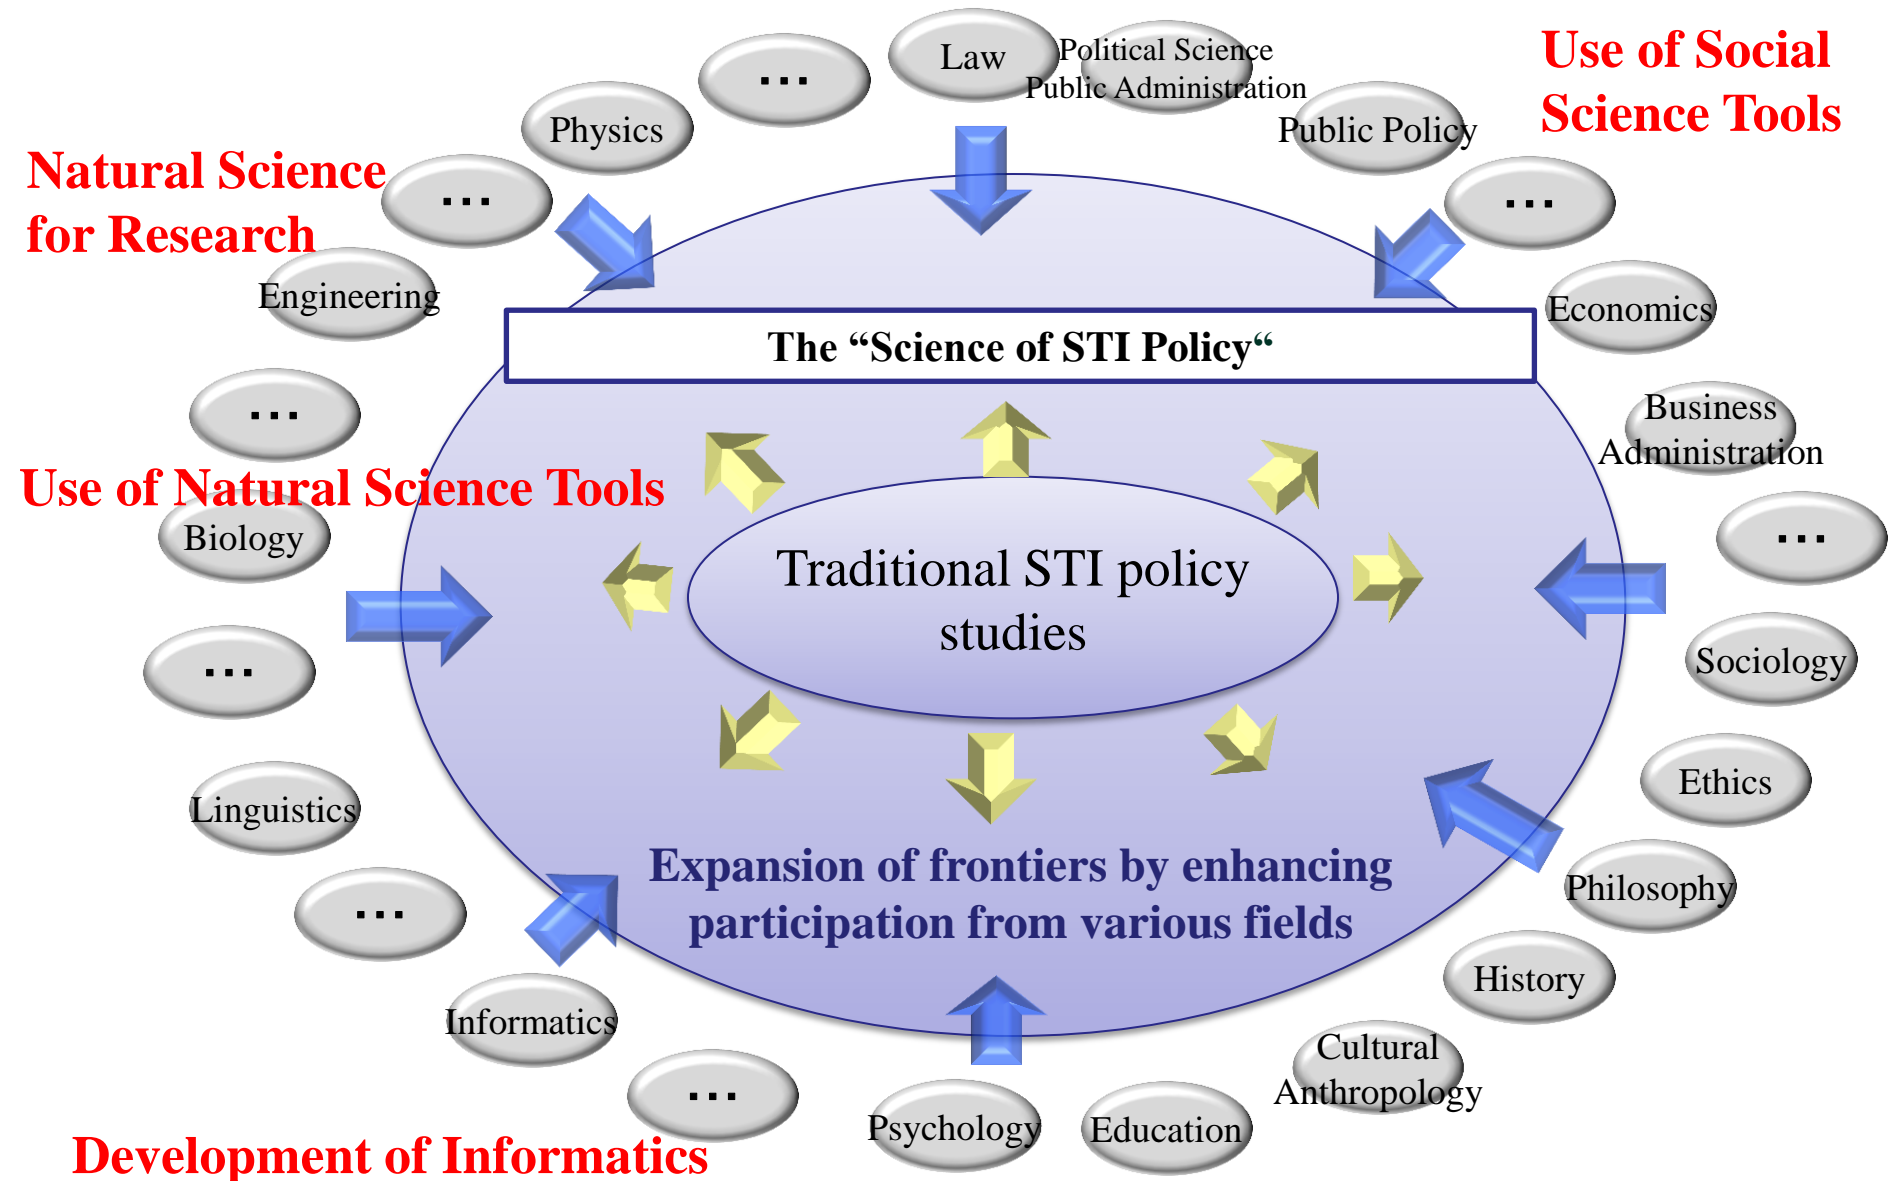 Law
Political Science
Public Administration
Use of Social
Science Tools
...
Physics
Public Policy
Natural Science
for Research
...
...
Engineering
Economics
The “Science of STI Policy“
...
Business
Administration
Use of Natural Science Tools
Biology
...
Traditional STI policy
studies
...
Sociology
Linguistics
Ethics
Expansion of frontiers by enhancing
participation from various fields
Philosophy
...
History
Informatics
Cultural
Anthropology
...
Psychology
Education
Development of Informatics